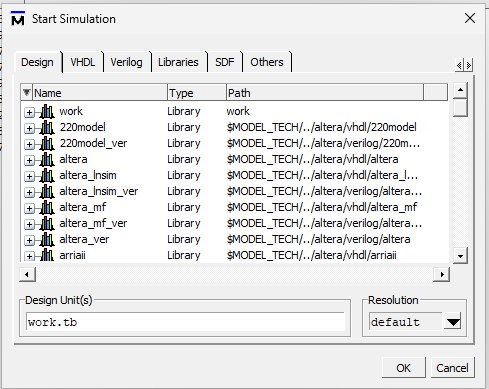 Start Simulation
Design VHDL Verilog Libraries SDF Others
Name Type Path
work Library work
220model Library $MODEL_TECH/../altera/vhdl/220model
220model_ver Library $MODEL_TECH/../altera/verilog/220m...
altera Library $MODEL_TECH/../altera/vhdl/altera
altera_lnsim Library $MODEL_TECH/../altera/vhdl/altera_l...
altera_lnsim_ver Library $MODEL_TECH/../altera/verilog/altera...
altera_mf Library $MODEL_TECH/../altera/vhdl/altera_mf
altera_mf_ver Library $MODEL_TECH/../altera/verilog/altera...
altera_ver Library $MODEL_TECH/../altera/verilog/altera
arriaii Library $MODEL_TECH/../altera/vhdl/arriaii
Design Unit(s) Resolution
work.tb default
OK Cancel